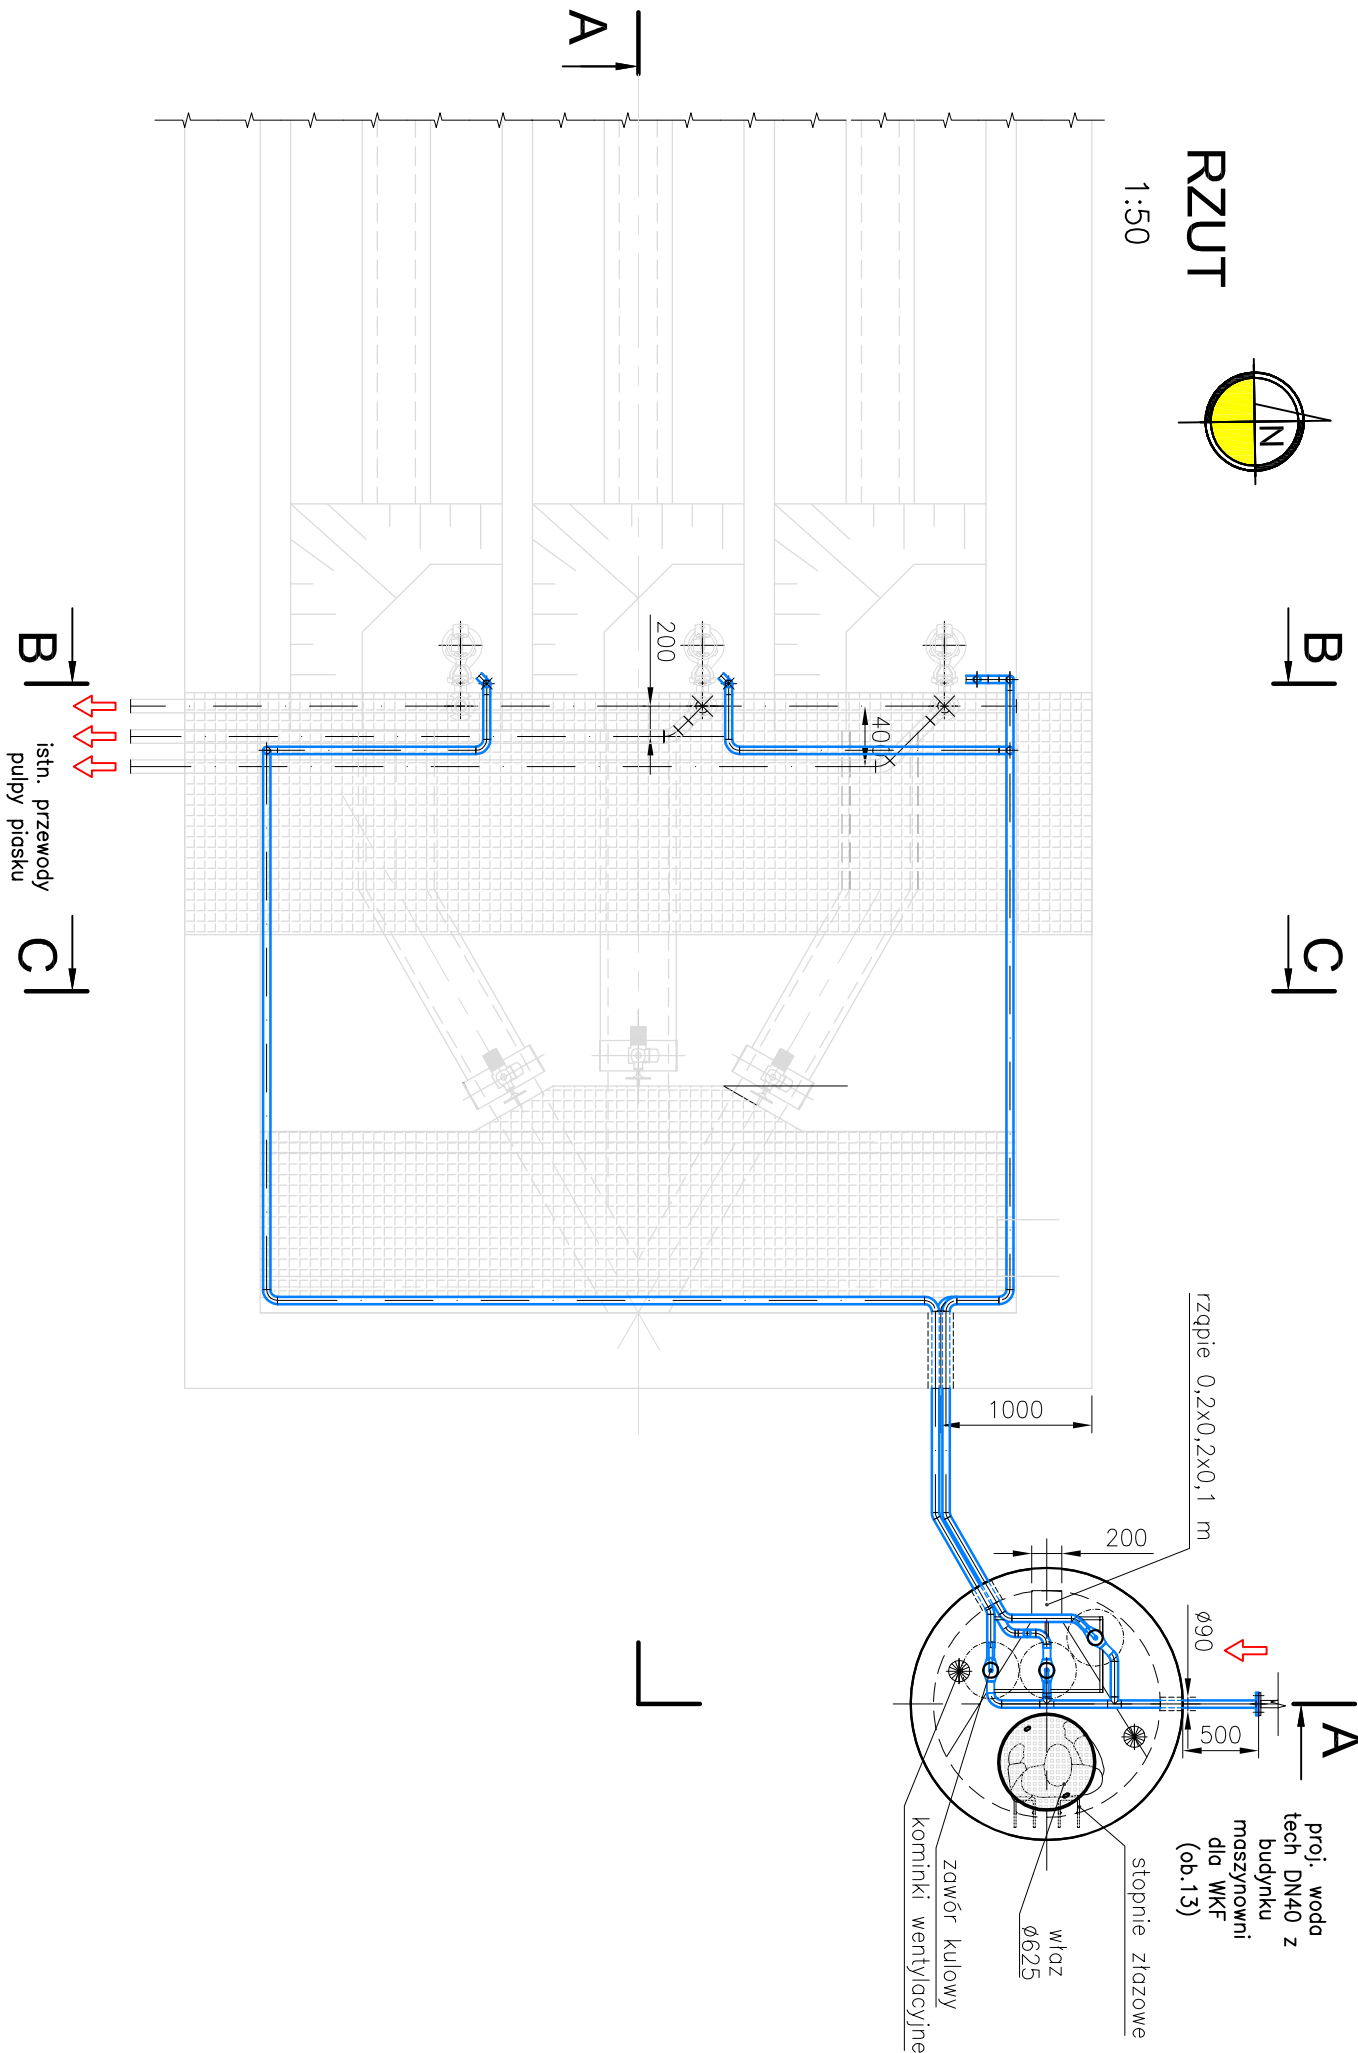 RZUT
1:50
N
A
A
B
B
C
C
istn. przewody
pulpy piasku
200
400
1000
200
rząpie 0,2x0,2x0,1 m
ø90
500
proj. woda
tech DN40 z
budynku
maszynowni
dla WKF
(ob.13)
stopnie złazowe
właz
ø625
zawór kulowy
kominki wentylacyjne